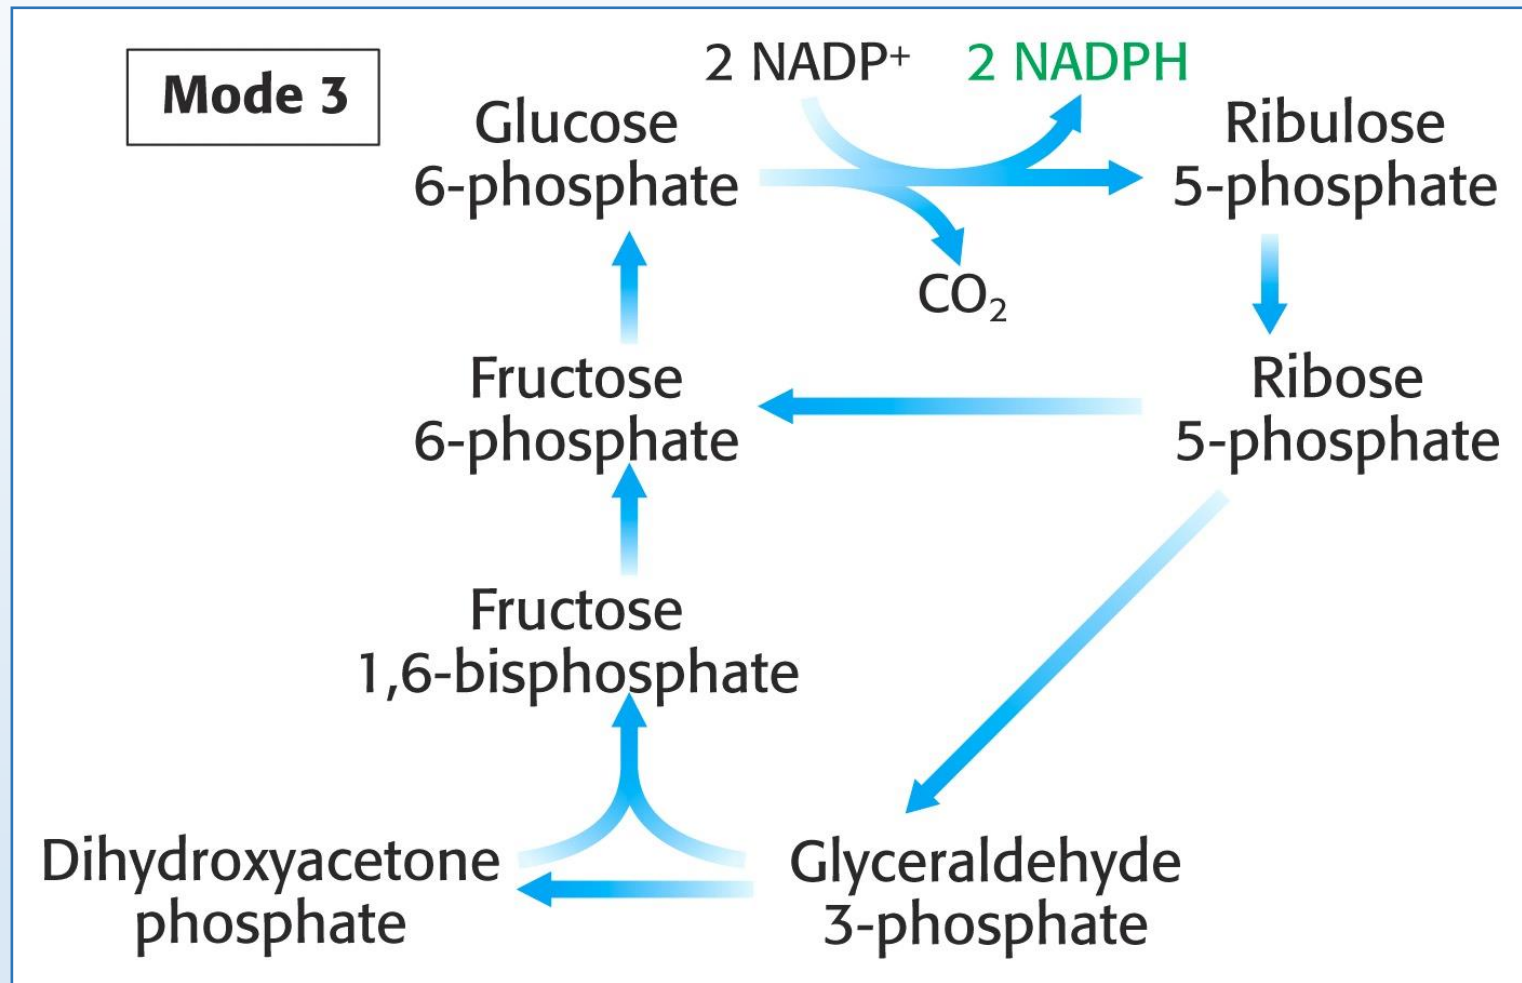 Mode 3
2 NADP⁺
2 NADPH
Glucose
6-phosphate
Ribulose
5-phosphate
CO₂
Fructose
6-phosphate
Ribose
5-phosphate
Fructose
1,6-bisphosphate
Dihydroxyacetone
phosphate
Glyceraldehyde
3-phosphate